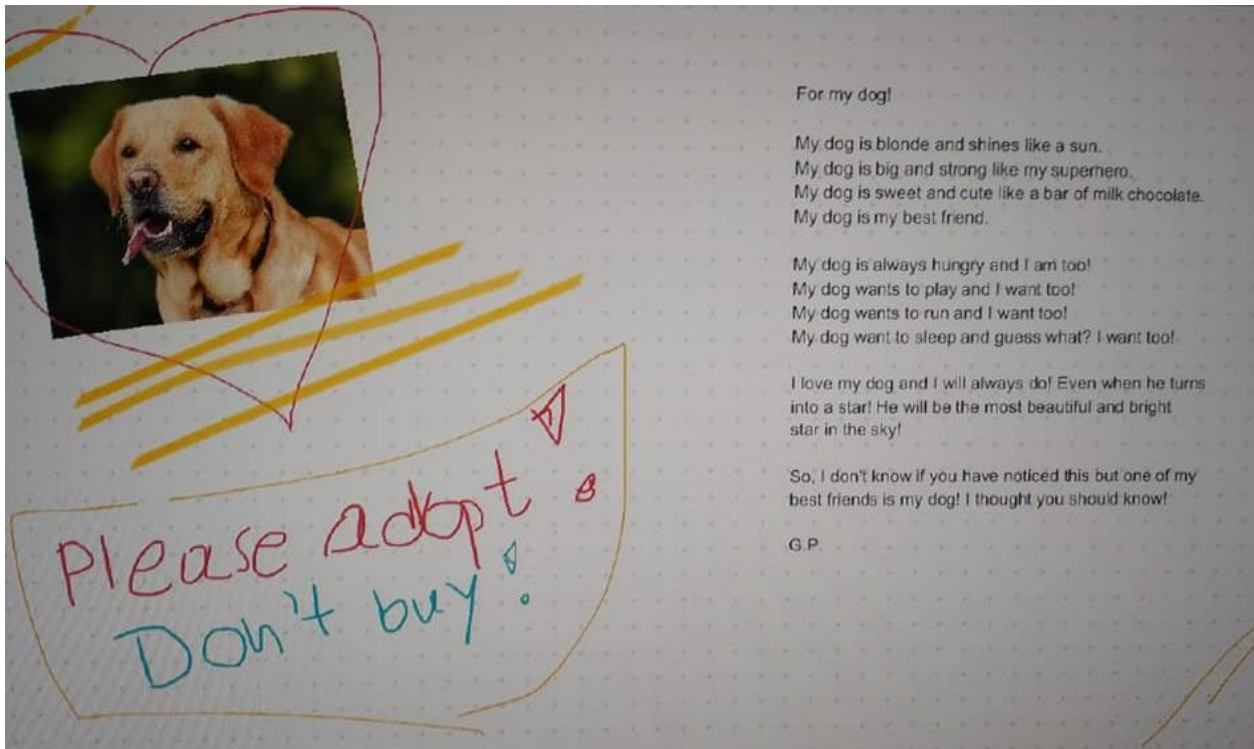 For my dog!
My dog is blonde and shines like a sun.
My dog is big and strong like my superhero.
My dog is sweet and cute like a bar of milk chocolate.
My dog is my best friend.
My dog is always hungry and I am too!
My dog wants to play and I want too!
My dog wants to run and I want too!
My dog want to sleep and guess what? I want too!
I love my dog and I will always do! Even when he turns
into a star! He will be the most beautiful and bright
star in the sky!
So, I don't know if you have noticed this but one of my
best friends is my dog! I thought you should know!
G.P.
Please adopt!
Don't buy!